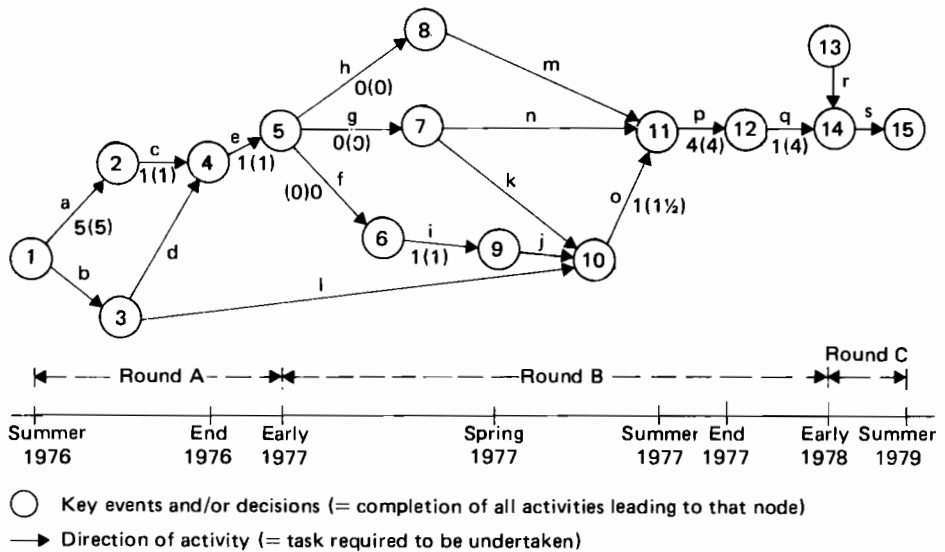 8
13
h
m
r
0(0)
5
g
7
n
11
p
12
q
14
s
15
0(0)
4(4)
1(4)
2
c
4
e
1(1)
1(1)
f
k
(0)0
o
1(1½)
a
5(5)
d
6
i
9
j
10
1(1)
1
b
l
3
Round A
Round B
Round C
Summer 1976
End 1976
Early 1977
Spring 1977
Summer 1977
End 1977
Early 1978
Summer 1979
Key events and/or decisions (= completion of all activities leading to that node)
Direction of activity (= task required to be undertaken)